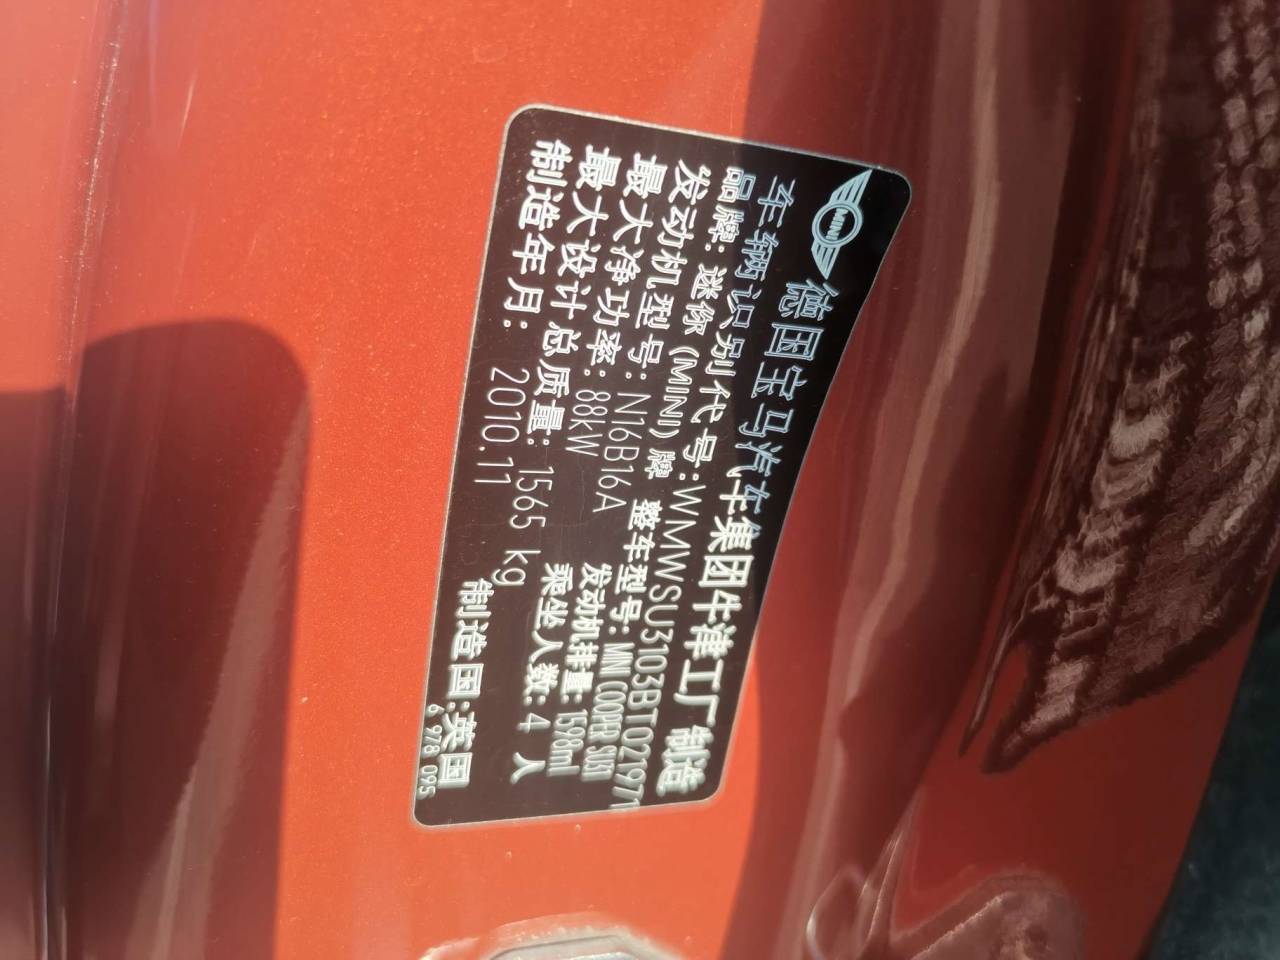 MINI
德国宝马汽车集团牛津工厂制造
车辆识别代号:WMWSU3103BT021971
品牌:迷你(MINI)牌 整车型号:MINI COOPER SU31
发动机型号:N16B16A 发动机排量:1598ml
最大净功率:88kW 乘坐人数:4 人
最大设计总质量:1565 kg
制造年月:2010.11 制造国:英国
6 978 095